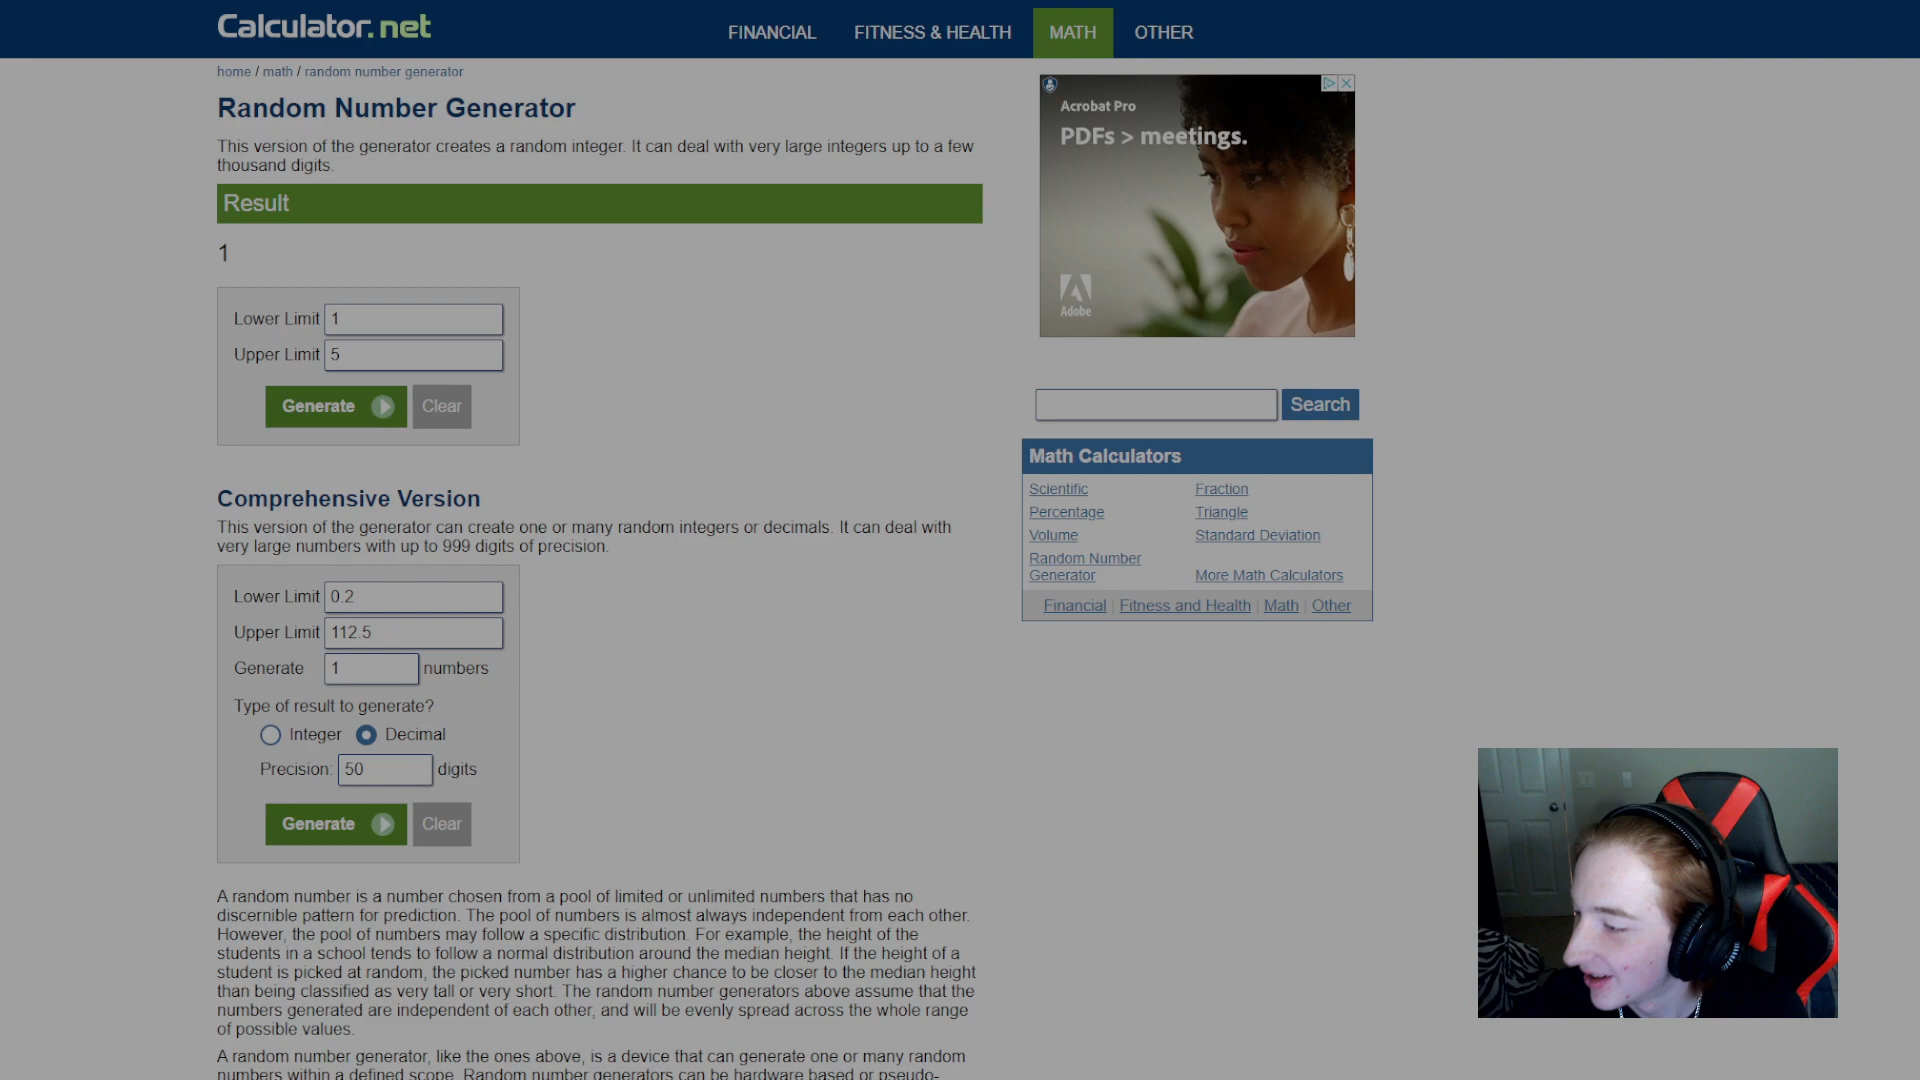 Calculator.net
FINANCIAL FITNESS & HEALTH MATH OTHER
home / math / random number generator
Random Number Generator
This version of the generator creates a random integer. It can deal with very large integers up to a few
thousand digits.
Result
1
Lower Limit 1
Upper Limit 5
Generate Clear
Comprehensive Version
This version of the generator can create one or many random integers or decimals. It can deal with
very large numbers with up to 999 digits of precision.
Lower Limit 0.2
Upper Limit 112.5
Generate 1 numbers
Type of result to generate?
Integer Decimal
Precision: 50 digits
Generate Clear
A random number is a number chosen from a pool of limited or unlimited numbers that has no
discernible pattern for prediction. The pool of numbers is almost always independent from each other.
However, the pool of numbers may follow a specific distribution. For example, the height of the
students in a school tends to follow a normal distribution around the median height. If the height of a
student is picked at random, the picked number has a higher chance to be closer to the median height
than being classified as very tall or very short. The random number generators above assume that the
numbers generated are independent of each other, and will be evenly spread across the whole range
of possible values.
A random number generator, like the ones above, is a device that can generate one or many random
numbers within a defined scope. Random number generators can be hardware based or pseudo-
Acrobat Pro
PDFs > meetings.
Adobe
Search
Math Calculators
Scientific Fraction
Percentage Triangle
Volume Standard Deviation
Random Number
Generator More Math Calculators
Financial | Fitness and Health | Math | Other